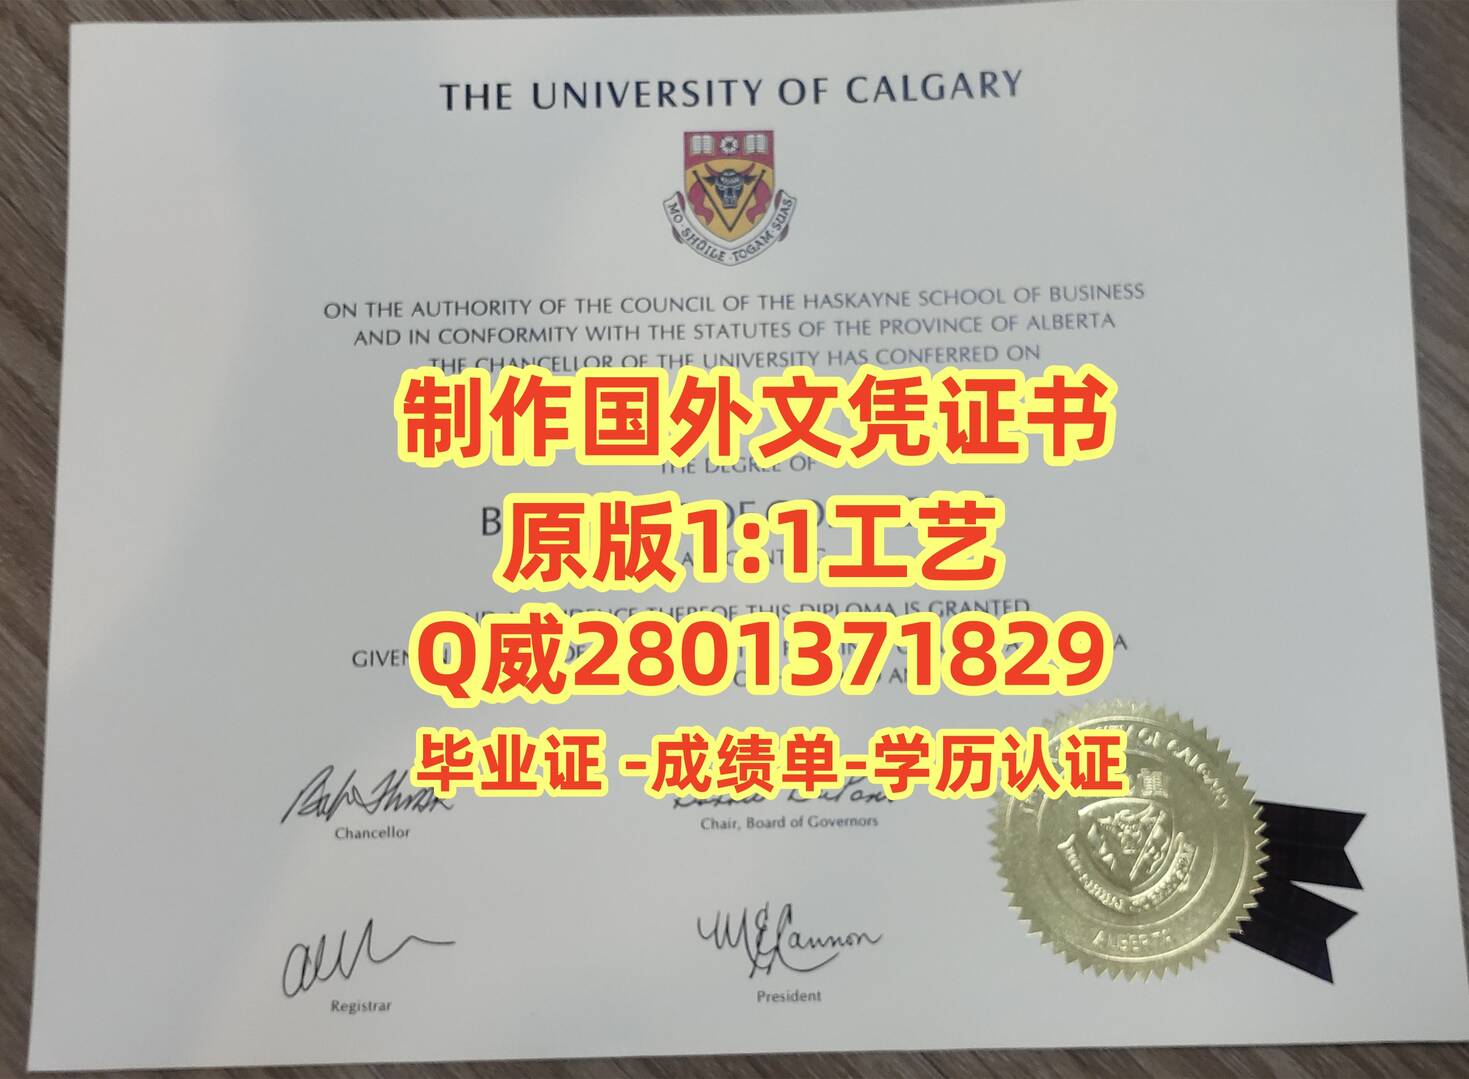 THE UNIVERSITY OF CALGARY
MO·SHÙILE·TOGAM·SUAS
ON THE AUTHORITY OF THE COUNCIL OF THE HASKAYNE SCHOOL OF BUSINESS
AND IN CONFORMITY WITH THE STATUTES OF THE PROVINCE OF ALBERTA
THE CHANCELLOR OF THE UNIVERSITY HAS CONFERRED ON
制作国外文凭证书
THE DEGREE OF
原版1:1工艺
THEREOF THIS DIPLOMA IS GRANTED
Q威2801371829
GIVEN
毕业证 -成绩单-学历认证
Chancellor
Chair, Board of Governors
OF CALGARY
ALBERTA
Registrar
President